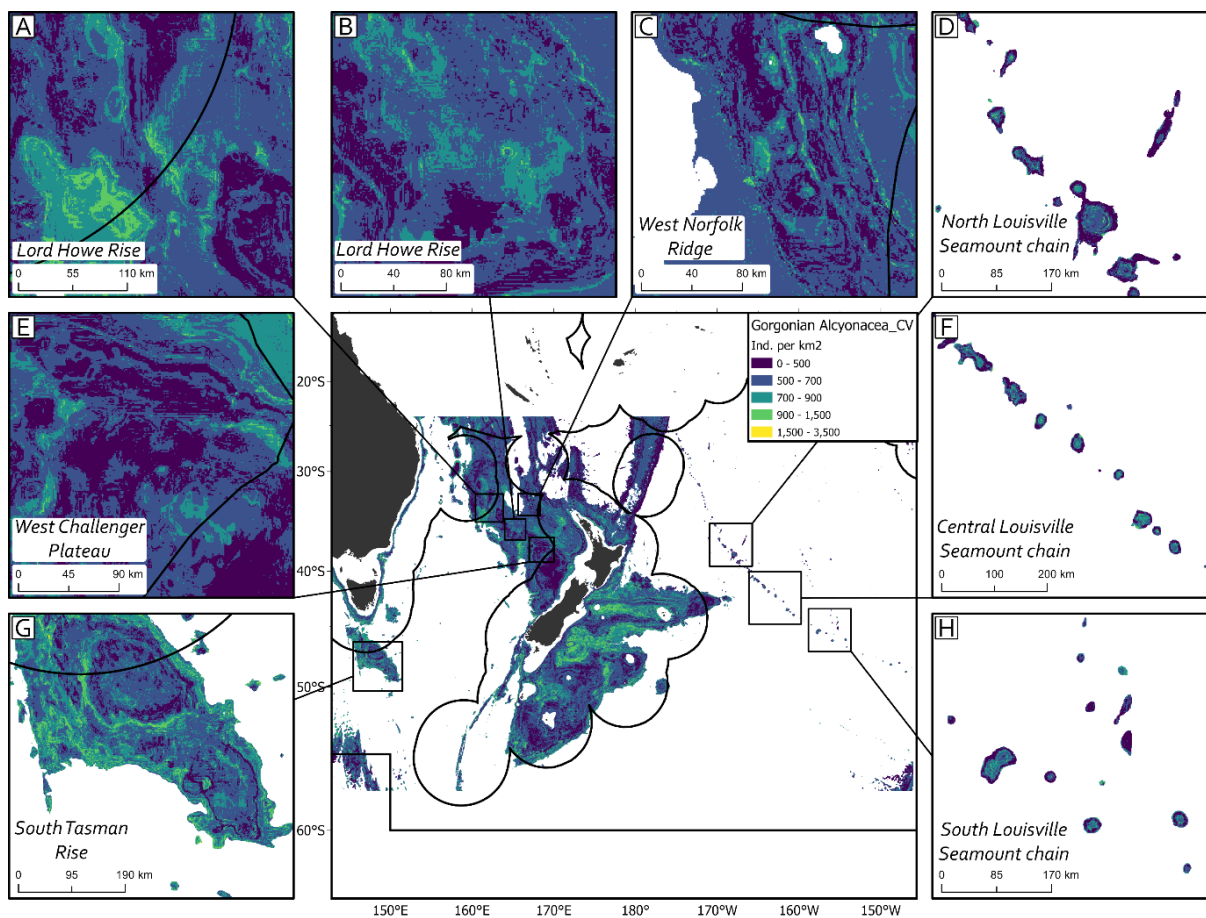 A
Lord Howe Rise
0 55 110 km
B
Lord Howe Rise
0 40 80 km
C
West Norfolk
Ridge
0 40 80 km
D
North Louisville
Seamount chain
0 85 170 km
E
West Challenger
Plateau
0 45 90 km
Gorgonian Alcyonacea_CV
Ind. per km2
0 - 500
500 - 700
700 - 900
900 - 1,500
1,500 - 3,500
20°S
30°S
40°S
50°S
60°S
150°E 160°E 170°E 180° 170°W 160°W 150°W
F
Central Louisville
Seamount chain
0 100 200 km
G
South Tasman
Rise
0 95 190 km
H
South Louisville
Seamount chain
0 85 170 km